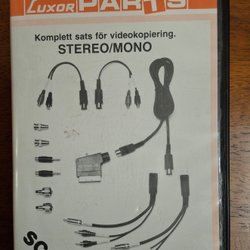 Luxor PARTS
Komplett sats för videokopiering.
STEREO/MONO